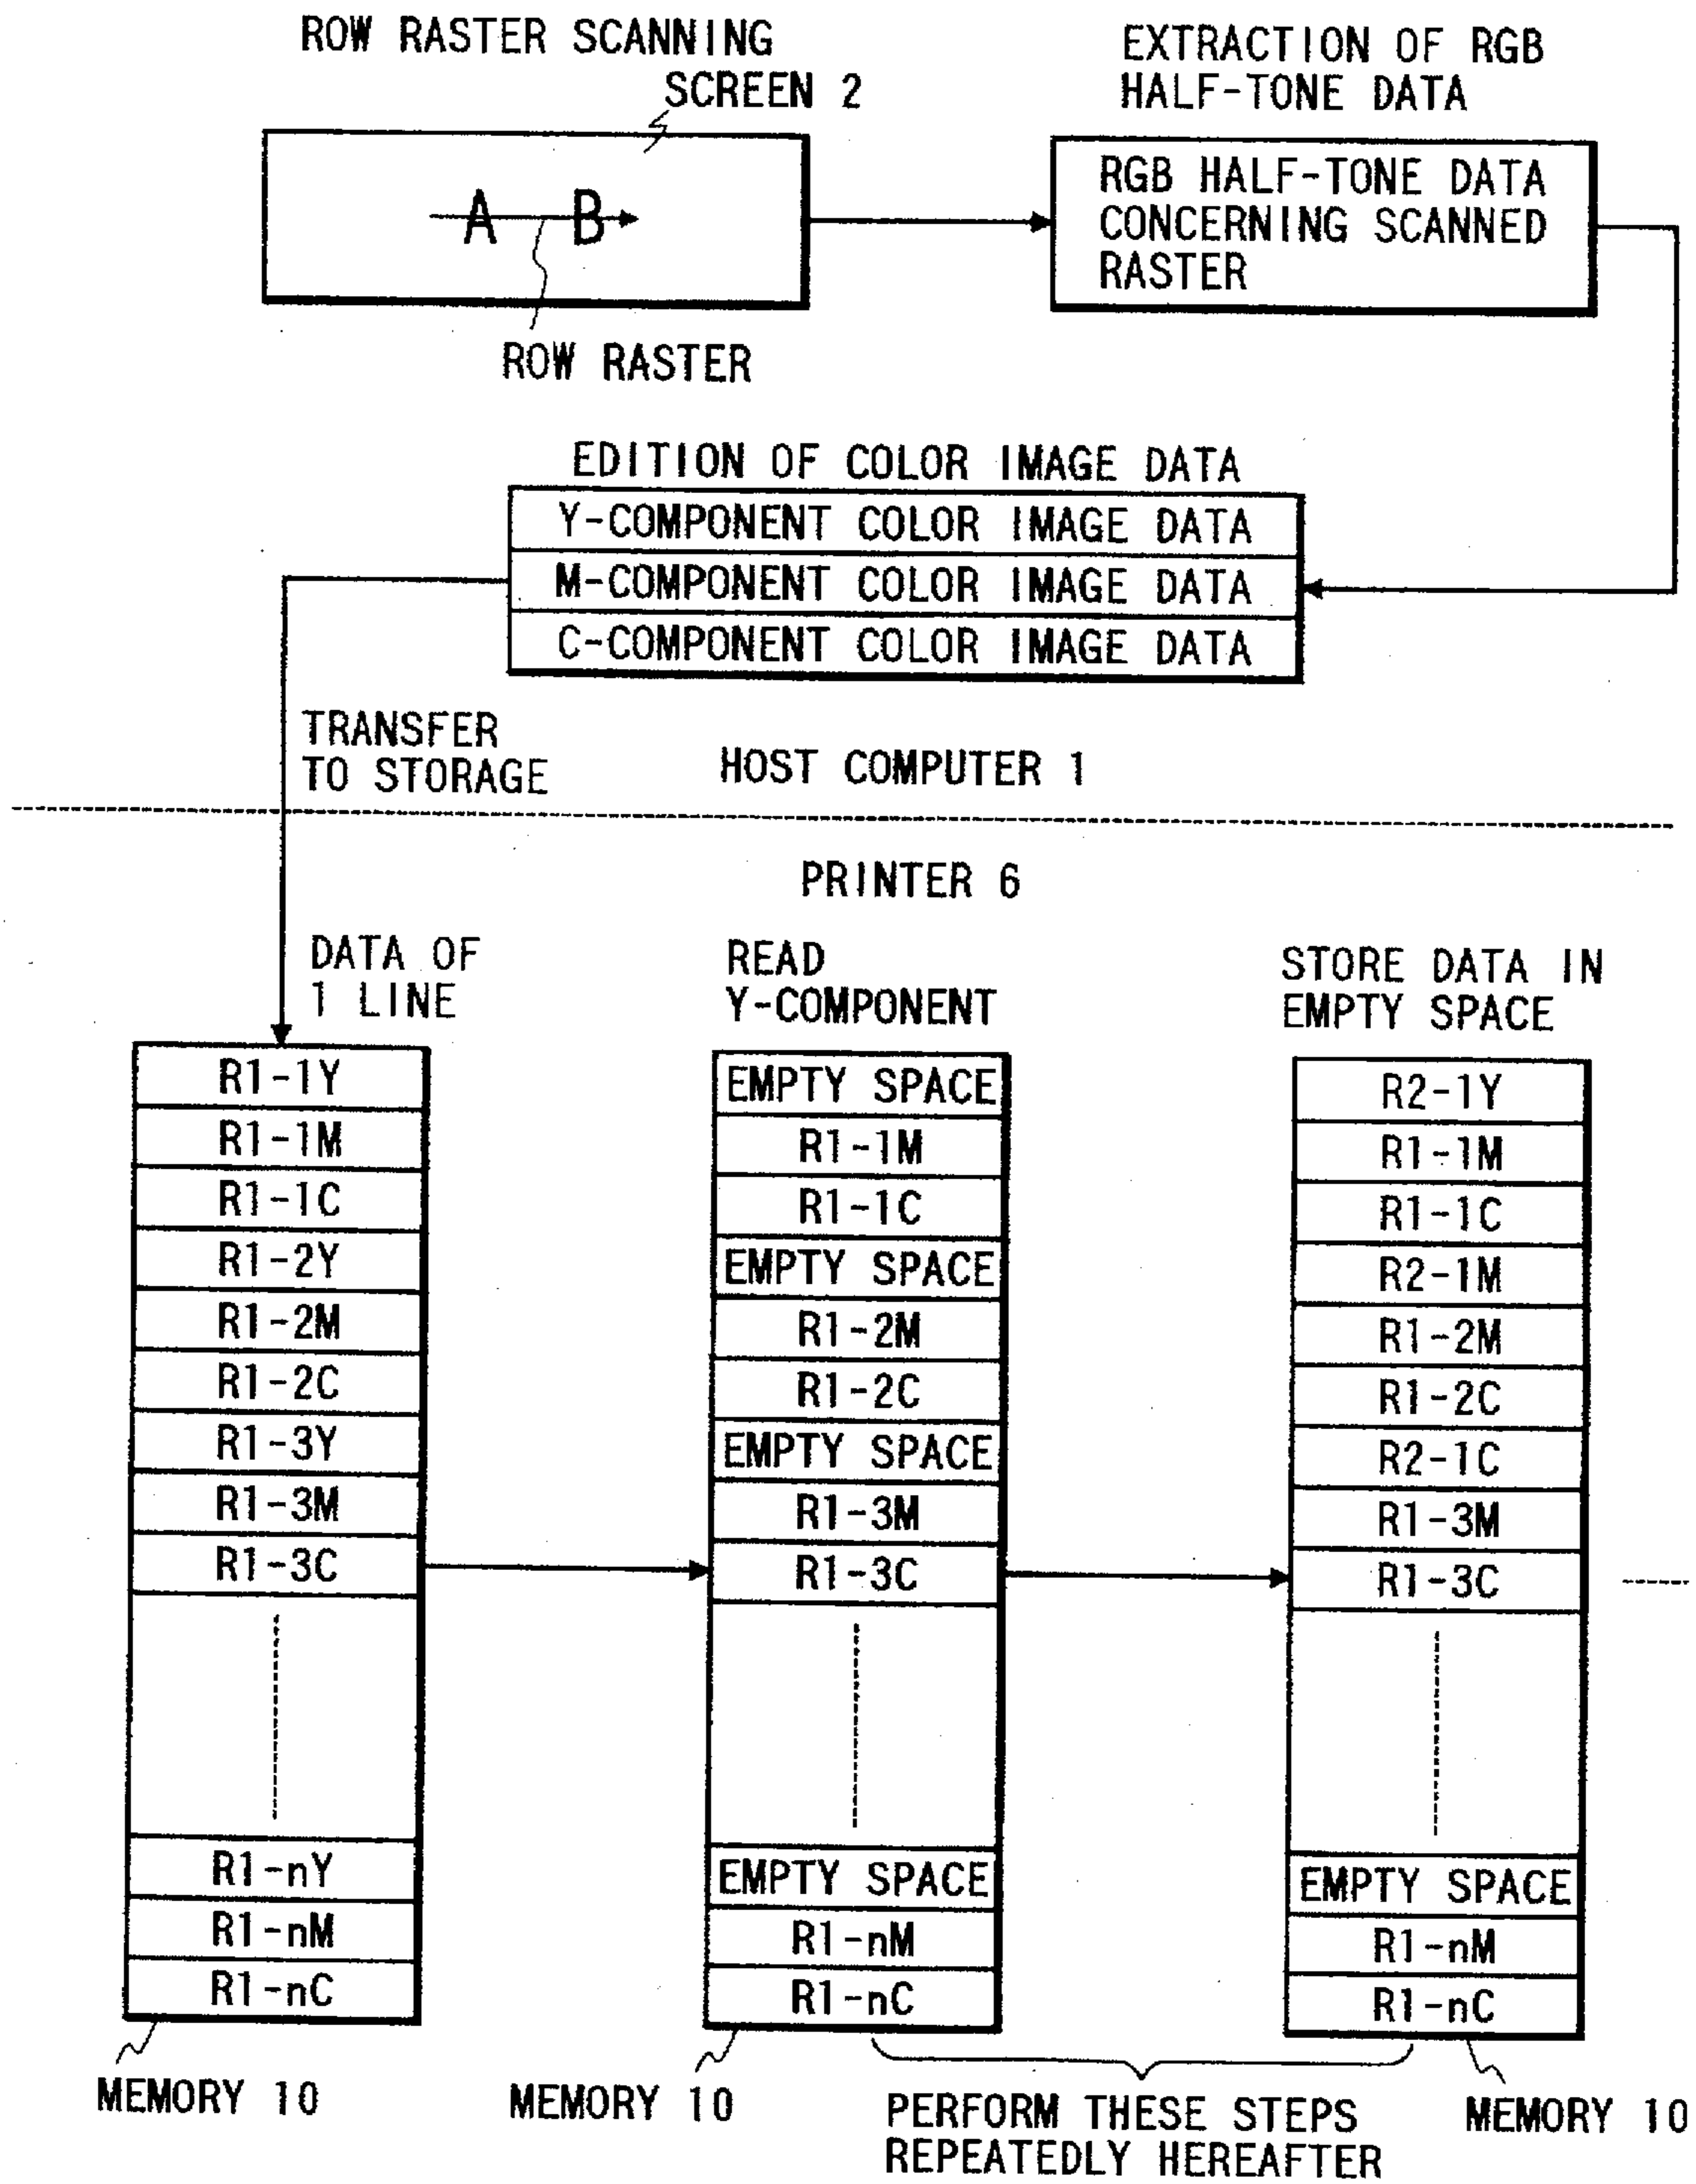 ROW RASTER SCANNING
SCREEN 2
A B
ROW RASTER
EXTRACTION OF RGB
HALF-TONE DATA
RGB HALF-TONE DATA
CONCERNING SCANNED
RASTER
EDITION OF COLOR IMAGE DATA
Y-COMPONENT COLOR IMAGE DATA
M-COMPONENT COLOR IMAGE DATA
C-COMPONENT COLOR IMAGE DATA
TRANSFER
TO STORAGE
HOST COMPUTER 1
PRINTER 6
DATA OF
1 LINE
R1-1Y
R1-1M
R1-1C
R1-2Y
R1-2M
R1-2C
R1-3Y
R1-3M
R1-3C
R1-nY
R1-nM
R1-nC
MEMORY 10
READ
Y-COMPONENT
EMPTY SPACE
R1-1M
R1-1C
EMPTY SPACE
R1-2M
R1-2C
EMPTY SPACE
R1-3M
R1-3C
EMPTY SPACE
R1-nM
R1-nC
MEMORY 10
STORE DATA IN
EMPTY SPACE
R2-1Y
R1-1M
R1-1C
R2-1M
R1-2M
R1-2C
R2-1C
R1-3M
R1-3C
EMPTY SPACE
R1-nM
R1-nC
MEMORY 10
PERFORM THESE STEPS
REPEATEDLY HEREAFTER